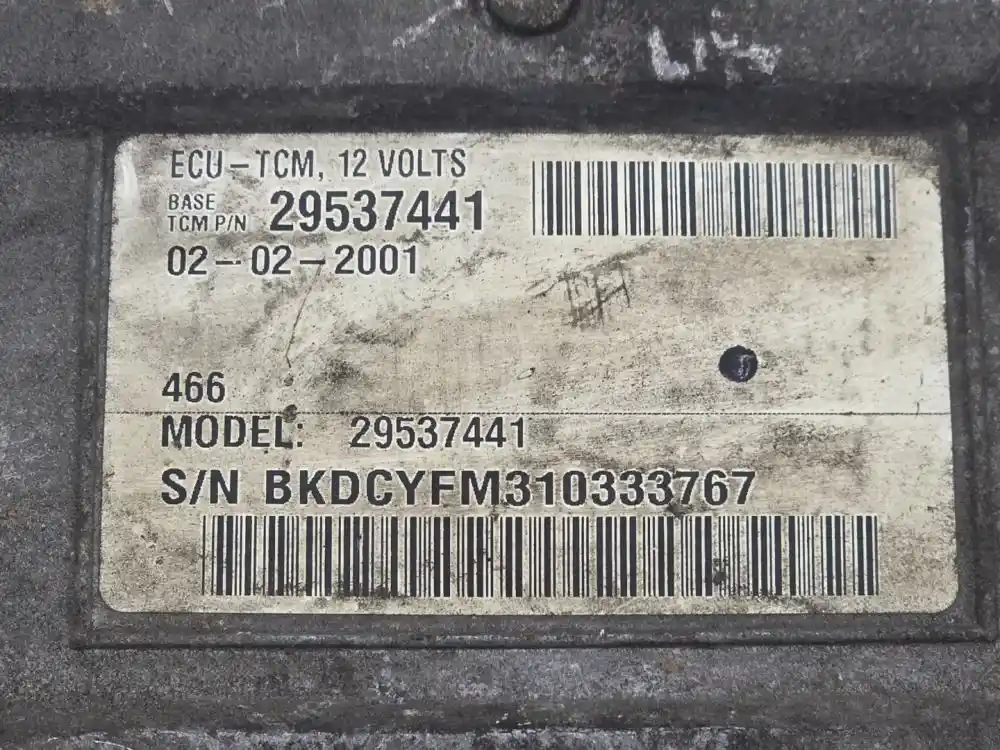 ECU-TCM, 12 VOLTS
BASE
TCM P/N 29537441
02-02-2001
466
MODEL: 29537441
S/N BKDCYFM310333767